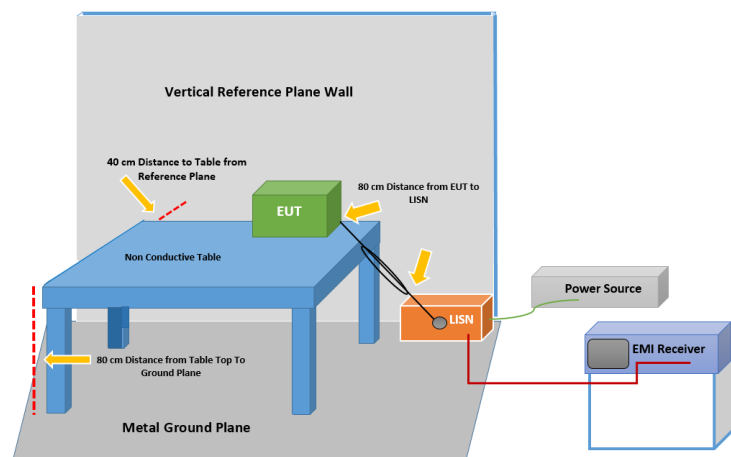 Vertical Reference Plane Wall
40 cm Distance to Table from
Reference Plane
80 cm Distance from EUT to
LISN
EUT
Non Conductive Table
Power Source
LISN
EMI Receiver
80 cm Distance from Table Top To
Ground Plane
Metal Ground Plane